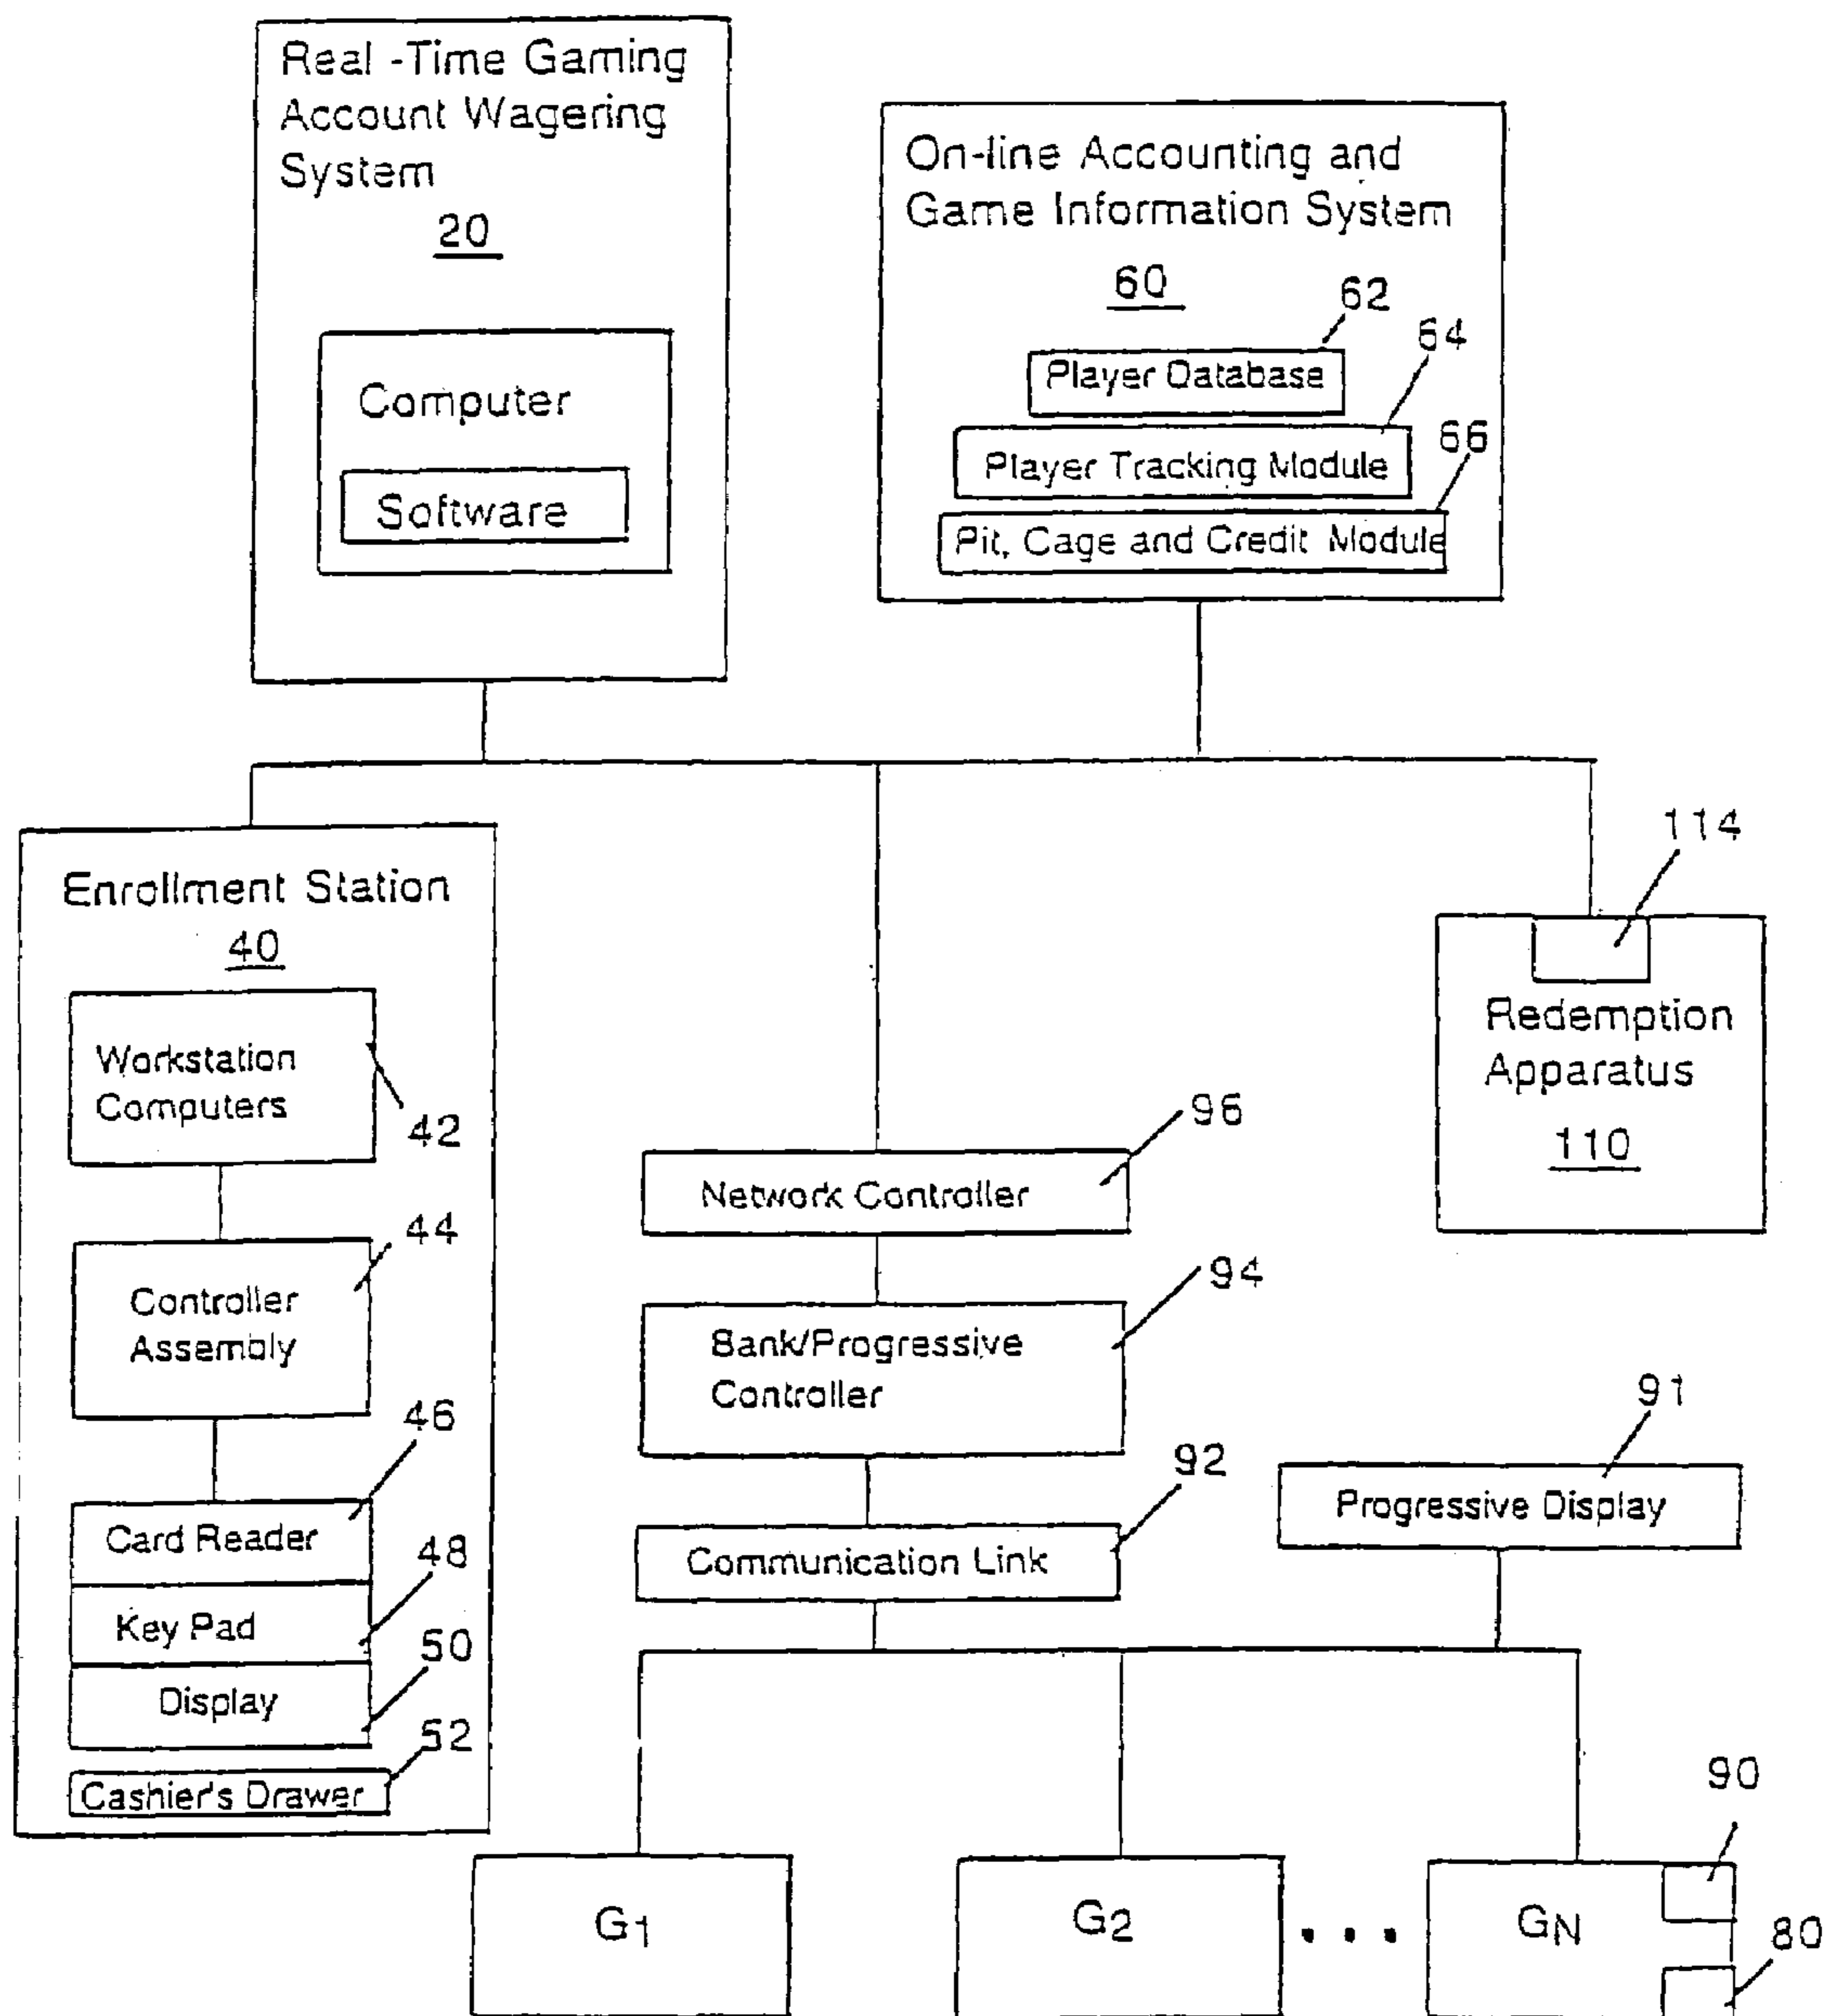 Real -Time Gaming
Account Wagering
System
20
Computer
Software
On-line Accounting and
Game Information System
60
62
Player Database
64
Player Tracking Module
66
Pit, Cage and Credit Module
Enrollment Station
40
Workstation
Computers
42
44
Controller
Assembly
46
Card Reader
48
Key Pad
50
Display
52
Cashier's Drawer
114
Redemption
Apparatus
110
96
Network Controller
94
Bank/Progressive
Controller
92
Communication Link
91
Progressive Display
G1
G2
...
GN
90
80